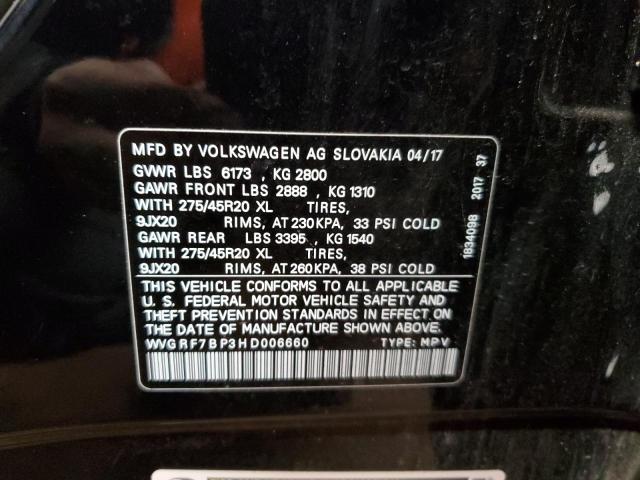 MFD BY VOLKSWAGEN AG SLOVAKIA 04/17
GVWR LBS 6173 , KG 2800
GAWR FRONT LBS 2888 , KG 1310
WITH 275/45R20 XL TIRES,
9JX20 RIMS, AT 230KPA, 33 PSI COLD
GAWR REAR LBS 3395 , KG 1540
WITH 275/45R20 XL TIRES,
9JX20 RIMS, AT 260KPA, 38 PSI COLD
THIS VEHICLE CONFORMS TO ALL APPLICABLE
U. S. FEDERAL MOTOR VEHICLE SAFETY AND
THEFT PREVENTION STANDARDS IN EFFECT ON
THE DATE OF MANUFACTURE SHOWN ABOVE.
WVGRF7BP3HD006660 TYPE: MPV
1834098 2017 37